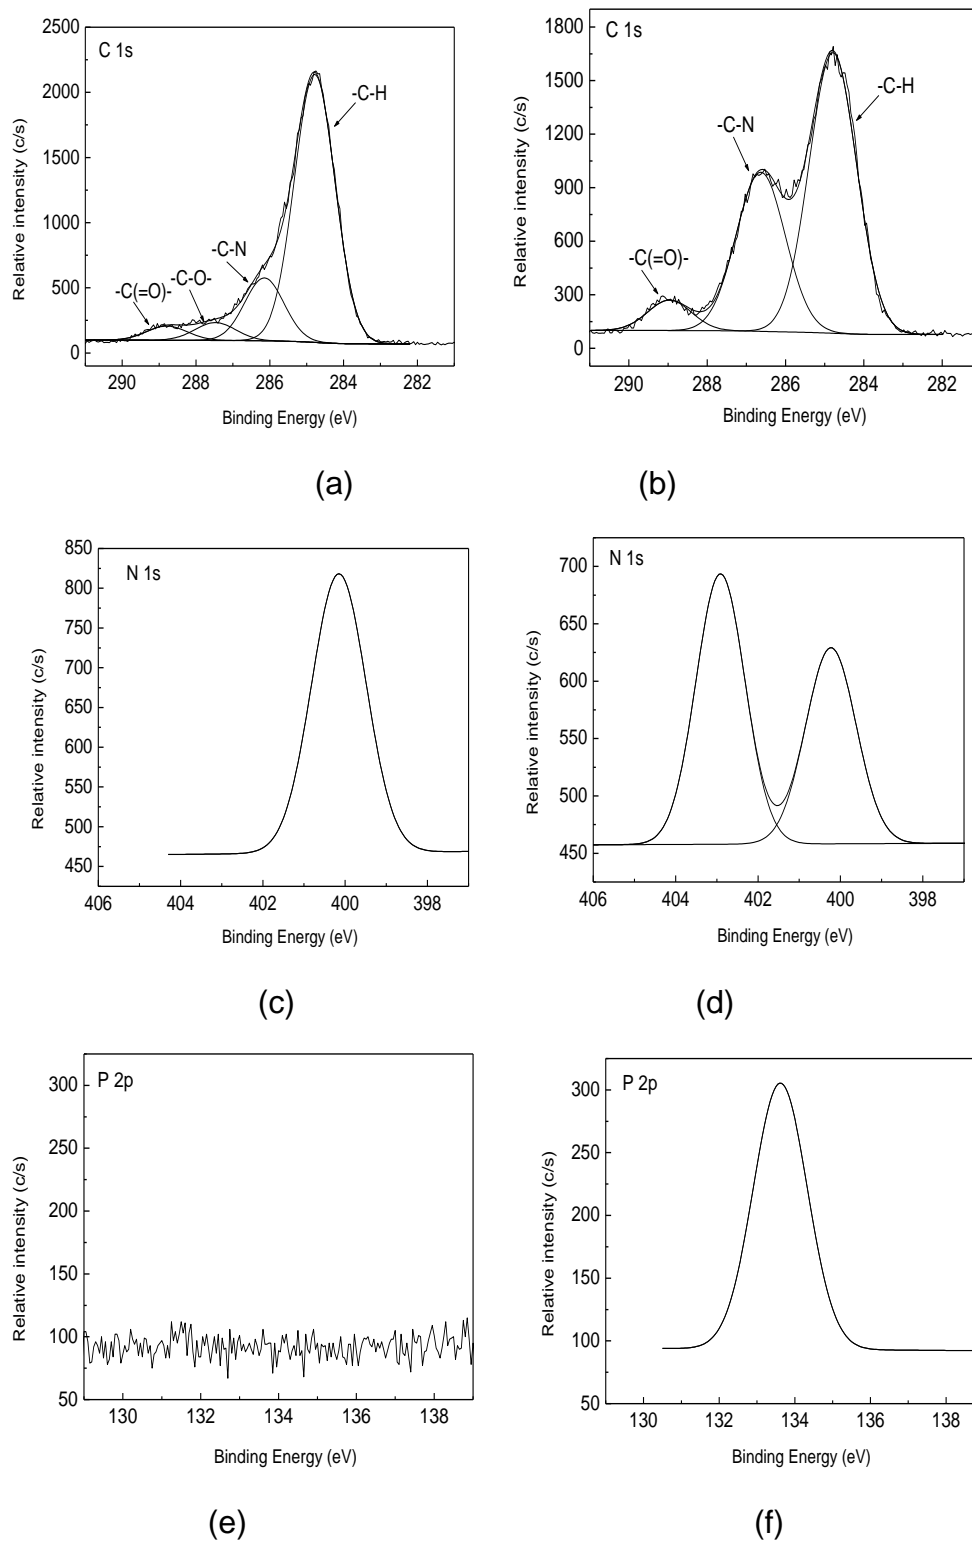 C 1s
2500
2000
1500
1000
500
0
-C-H
-C-N
-C-O-
-C(=O)-
290 288 286 284 282
Relative intensity (c/s)
Binding Energy (eV)
(a)
C 1s
1800
1500
1200
900
600
300
0
-C-H
-C-N
-C(=O)-
290 288 286 284 282
Relative intensity (c/s)
Binding Energy (eV)
(b)
N 1s
850
800
750
700
650
600
550
500
450
406 404 402 400 398
Relative intensity (c/s)
Binding Energy (eV)
(c)
N 1s
700
650
600
550
500
450
406 404 402 400 398
Relative intensity (c/s)
Binding Energy (eV)
(d)
P 2p
300
250
200
150
100
50
130 132 134 136 138
Relative intensity (c/s)
Binding Energy (eV)
(e)
P 2p
300
250
200
150
100
50
130 132 134 136 138
Relative intensity (c/s)
Binding Energy (eV)
(f)